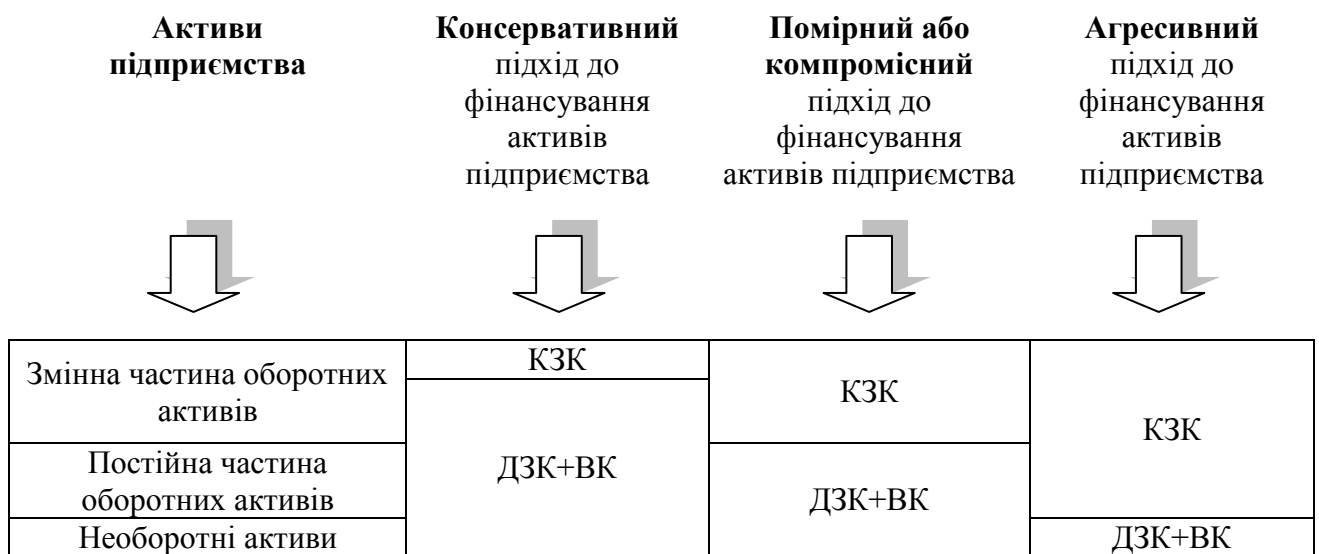 Активи
підприємства
Консервативний
підхід до
фінансування
активів
підприємства
Помірний або
компромісний
підхід до
фінансування
активів підприємства
Агресивний
підхід до
фінансування
активів
підприємства
Змінна частина оборотних
активів
КЗК
КЗК
КЗК
Постійна частина
оборотних активів
ДЗК+ВК
ДЗК+ВК
Необоротні активи
ДЗК+ВК